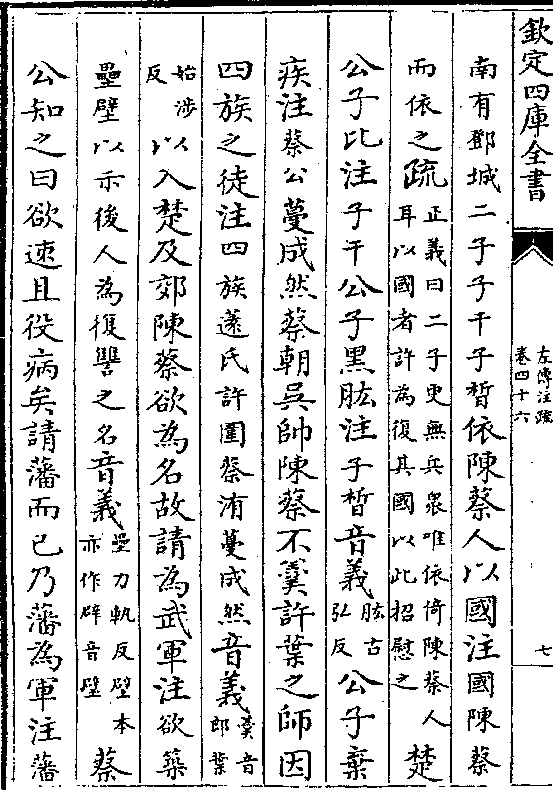 欽定四庫全書
左傳注疏
卷四十六
七
南有鄧城二子子干子晳依陳蔡人以國注國陳蔡
而依之疏正義曰二子更無兵衆唯依倚陳蔡人
耳以國者許為復其國以此招慰之楚
公子比注子干公子黑肱注子晳音義肱古
弘反公子棄
疾注蔡公蔓成然蔡朝吳帥陳蔡不羮許葉之師因
四族之徒注四族薳氏許圍蔡洧蔓成然音義羮音
郎葉
始涉
反以入楚及郊陳蔡欲為名故請為武軍注欲築
壘壁以示後人為復讐之名音義壘力軌反壁本
亦作辟音壁蔡
公知之曰欲速且役病矣請藩而已乃藩為軍注藩